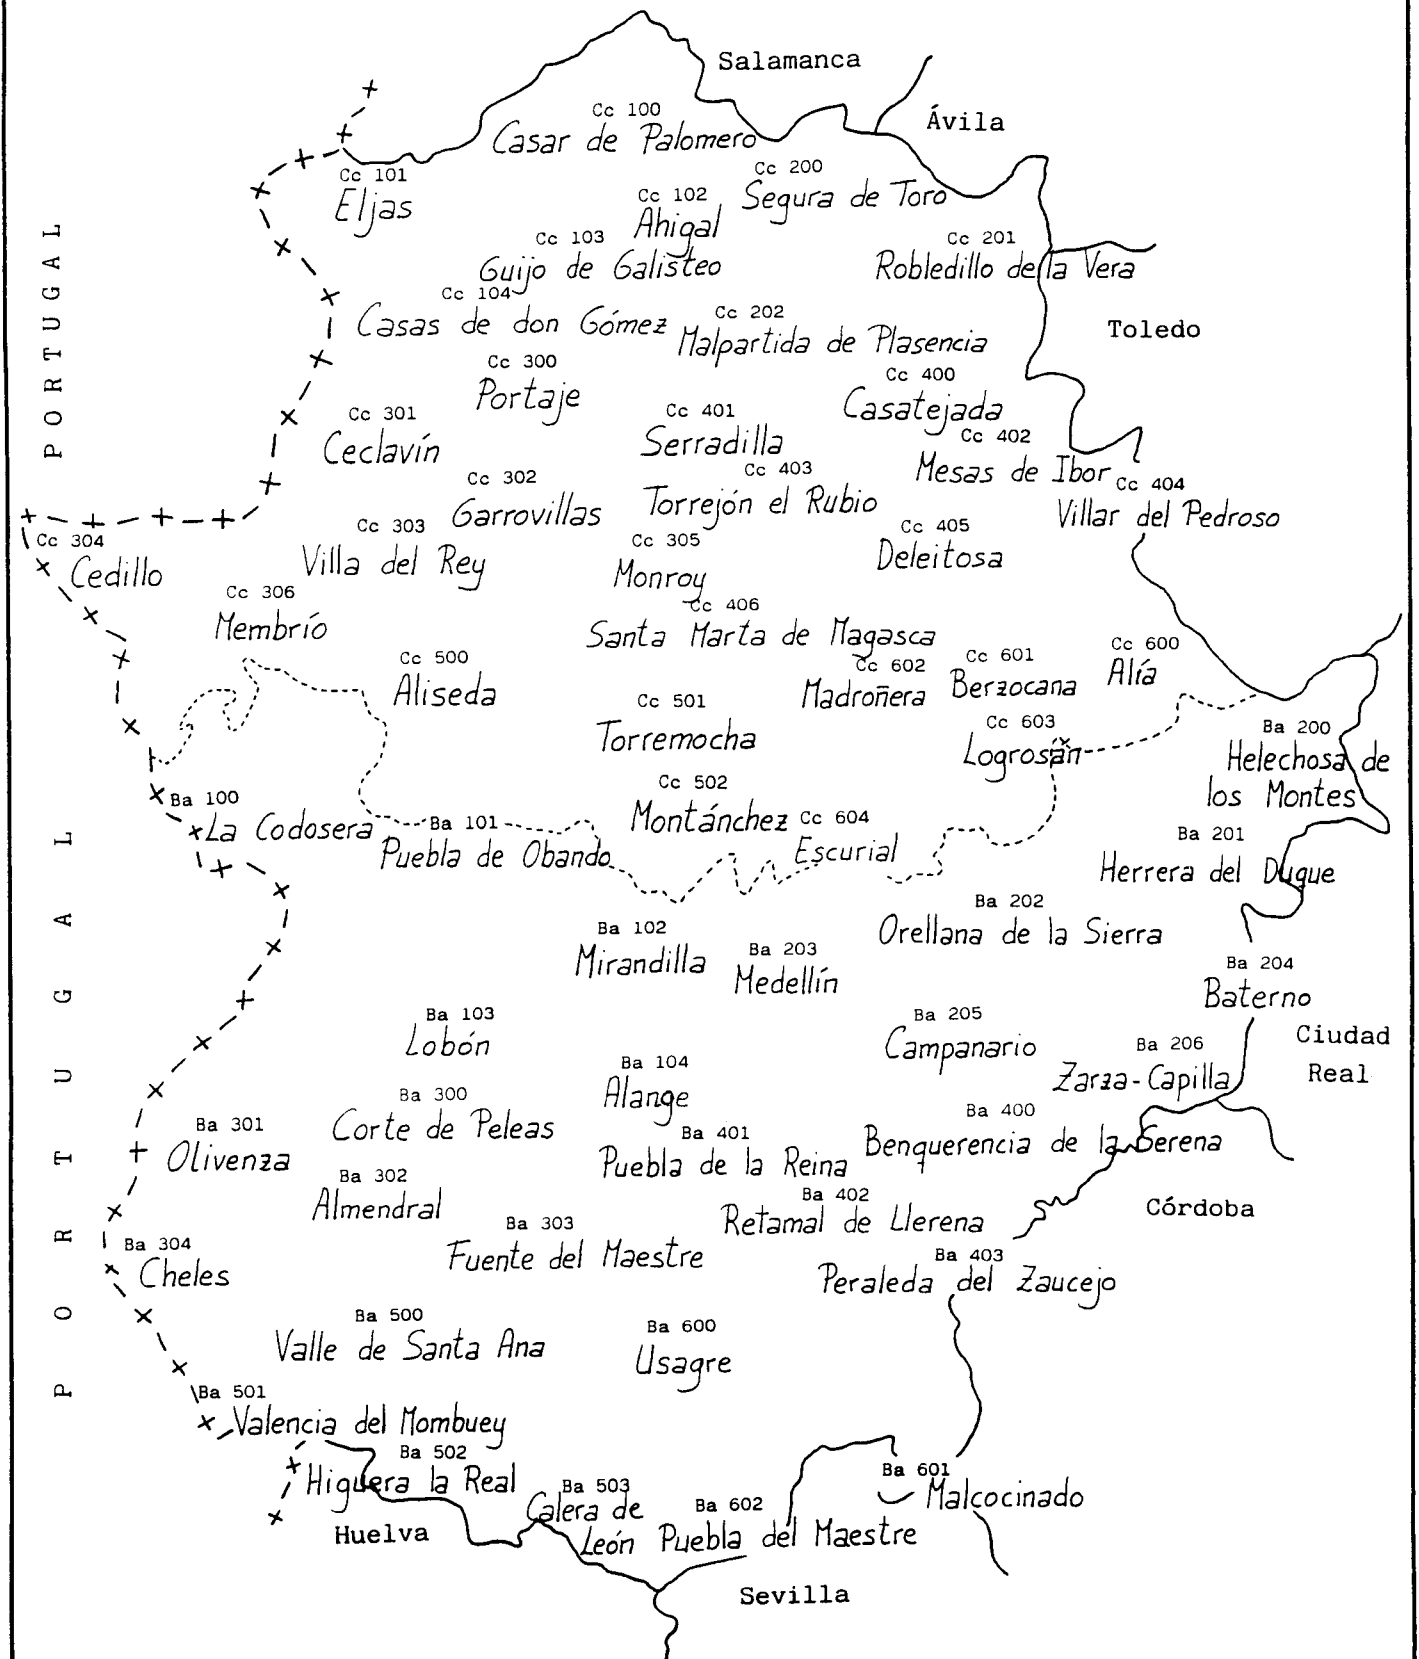 Salamanca
Ávila
Cc 100
Casar de Palomero
Cc 101
Eljas
Cc 102
Ahigal
Cc 200
Segura de Toro
Cc 103
Guijo de Galisteo
Cc 201
Robledillo de la Vera
Cc 104
Casas de don Gómez
Cc 202
Malpartida de Plasencia
Toledo
PORTUGAL
Cc 300
Portaje
Cc 400
Casatejada
Cc 301
Ceclavín
Cc 401
Serradilla
Cc 402
Mesas de Ibor
Cc 302
Garrovillas
Cc 403
Torrejón el Rubio
Cc 404
Villar del Pedroso
Cc 303
Villa del Rey
Cc 304
Cedillo
Cc 305
Monroy
Cc 405
Deleitosa
Cc 306
Membrío
Cc 406
Santa Marta de Magasca
Cc 500
Aliseda
Cc 602
Madroñera
Cc 601
Berzocana
Cc 600
Alía
Cc 501
Torremocha
Cc 603
Logrosán
Ba 200
Helechosa de
los Montes
Cc 502
Montánchez
Cc 604
Escurial
Ba 100
La Codosera
Ba 101
Puebla de Obando
Ba 201
Herrera del Duque
Ba 202
Orellana de la Sierra
Ba 102
Mirandilla
Ba 203
Medellín
Ba 204
Baterno
PORTUGAL
Ba 103
Lobón
Ba 205
Campanario
Ciudad
Real
Ba 104
Alange
Ba 206
Zarza-Capilla
Ba 300
Corte de Peleas
Ba 301
Olivenza
Ba 401
Puebla de la Reina
Ba 400
Benquerencia de la Serena
Ba 302
Almendral
Ba 402
Retamal de Llerena
Córdoba
Ba 303
Fuente del Maestre
Ba 304
Cheles
Ba 403
Peraleda del Zaucejo
Ba 500
Valle de Santa Ana
Ba 600
Usagre
Ba 501
Valencia del Mombuey
Ba 502
Higuera la Real
Ba 503
Calera de
León
Ba 602
Puebla del Maestre
Ba 601
Malcocinado
Huelva
Sevilla